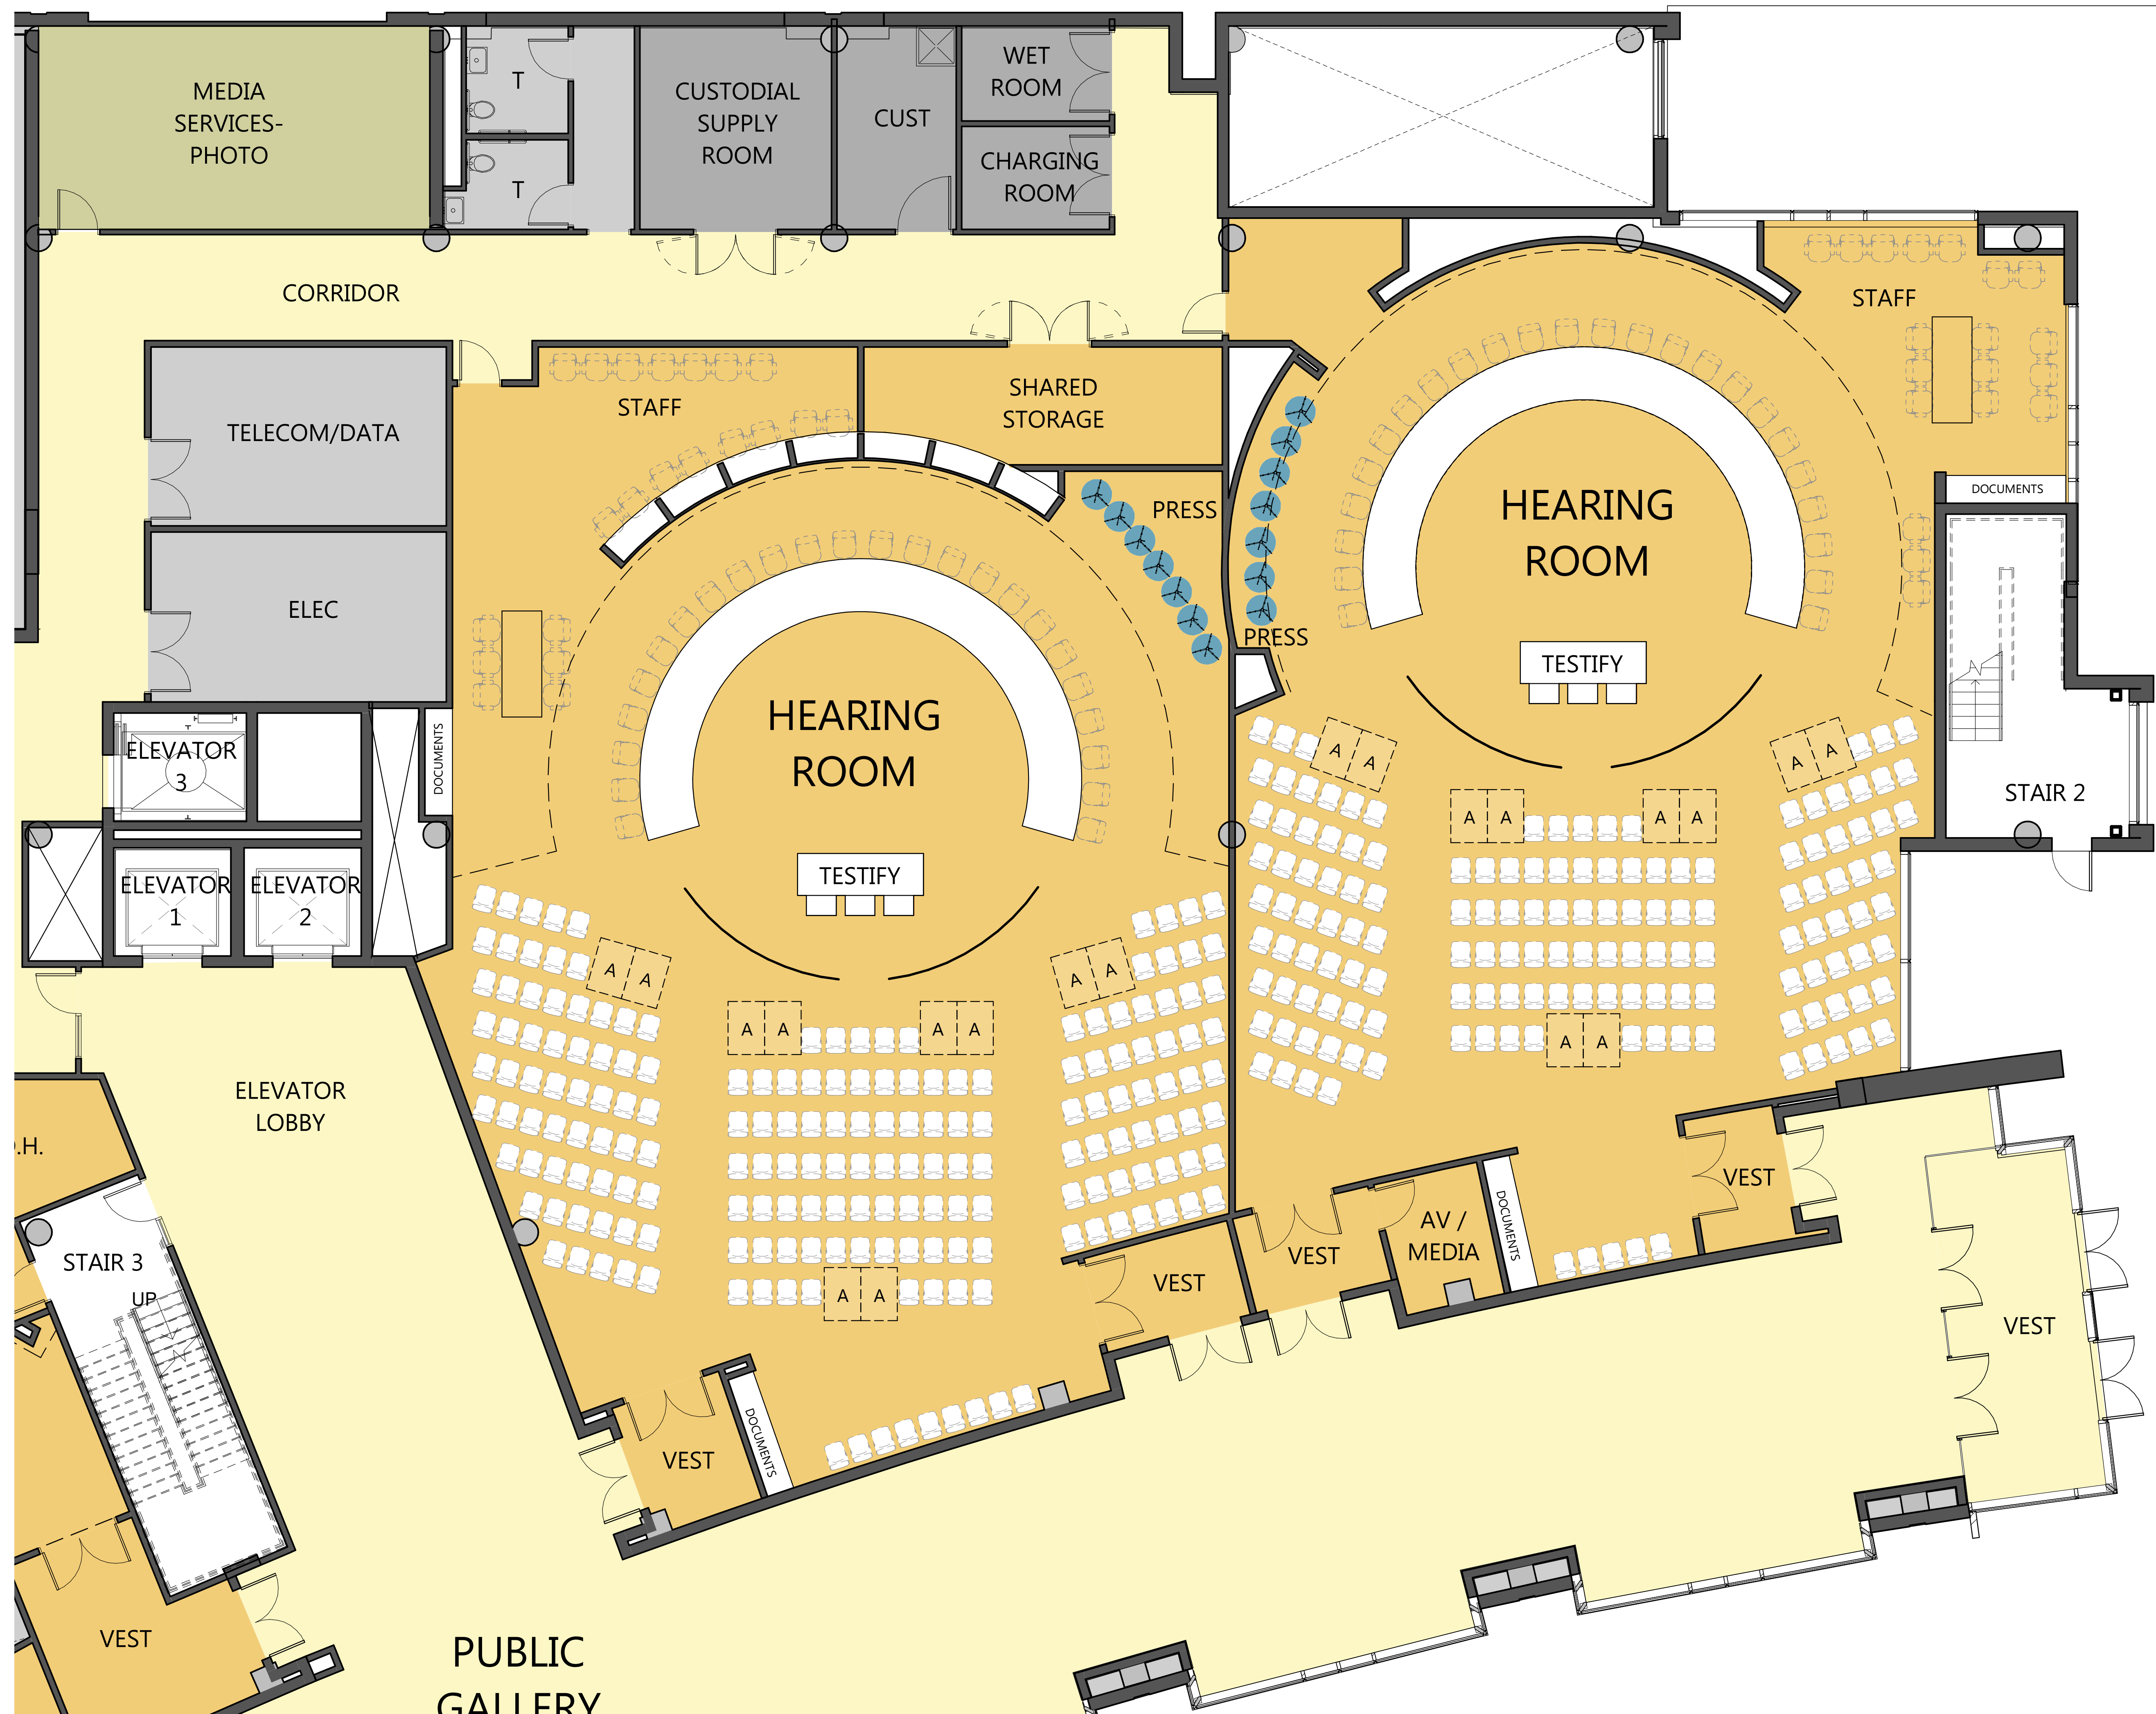 MEDIA
SERVICES-
PHOTO
T
T
CUSTODIAL
SUPPLY
ROOM
CUST
WET
ROOM
CHARGING
ROOM
CORRIDOR
STAFF
SHARED
STORAGE
STAFF
TELECOM/DATA
PRESS
HEARING
ROOM
DOCUMENTS
ELEC
PRESS
TESTIFY
HEARING
ROOM
DOCUMENTS
ELEVATOR
3
A
A
A
A
STAIR 2
A
A
A
A
ELEVATOR
1
ELEVATOR
2
TESTIFY
A
A
A
A
A
A
A
A
A
A
ELEVATOR
LOBBY
.H.
STAIR 3
UP
VEST
AV /
MEDIA
DOCUMENTS
VEST
VEST
VEST
A
A
VEST
VEST
DOCUMENTS
VEST
PUBLIC
GALLERY